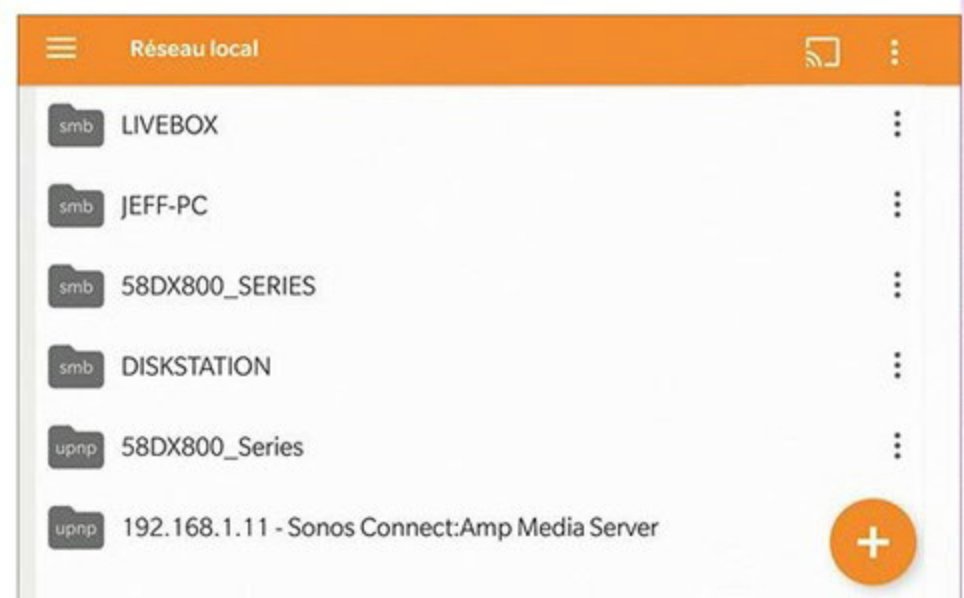 Réseau local
smb LIVEBOX
smb JEFF-PC
smb 58DX800_SERIES
smb DISKSTATION
upnp 58DX800_Series
upnp 192.168.1.11 - Sonos Connect:Amp Media Server